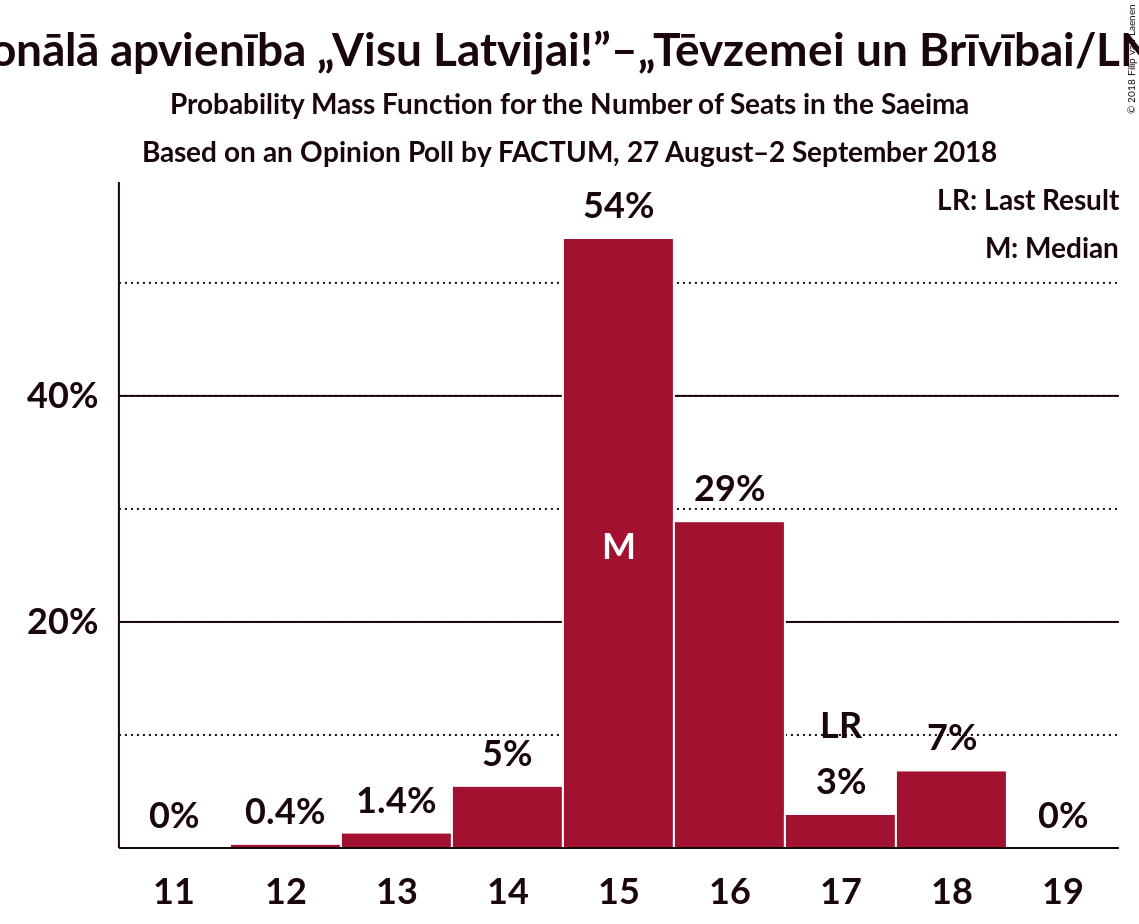 onālā apvienība „Visu Latvijai!”–„Tēvzemei un Brīvībai/LN
Probability Mass Function for the Number of Seats in the Saeima
Based on an Opinion Poll by FACTUM, 27 August–2 September 2018
© 2018 Filip van Laenen
LR: Last Result
M: Median
54%
40%
29%
M
20%
LR
7%
5%
3%
1.4%
0.4%
0%
0%
11 12 13 14 15 16 17 18 19